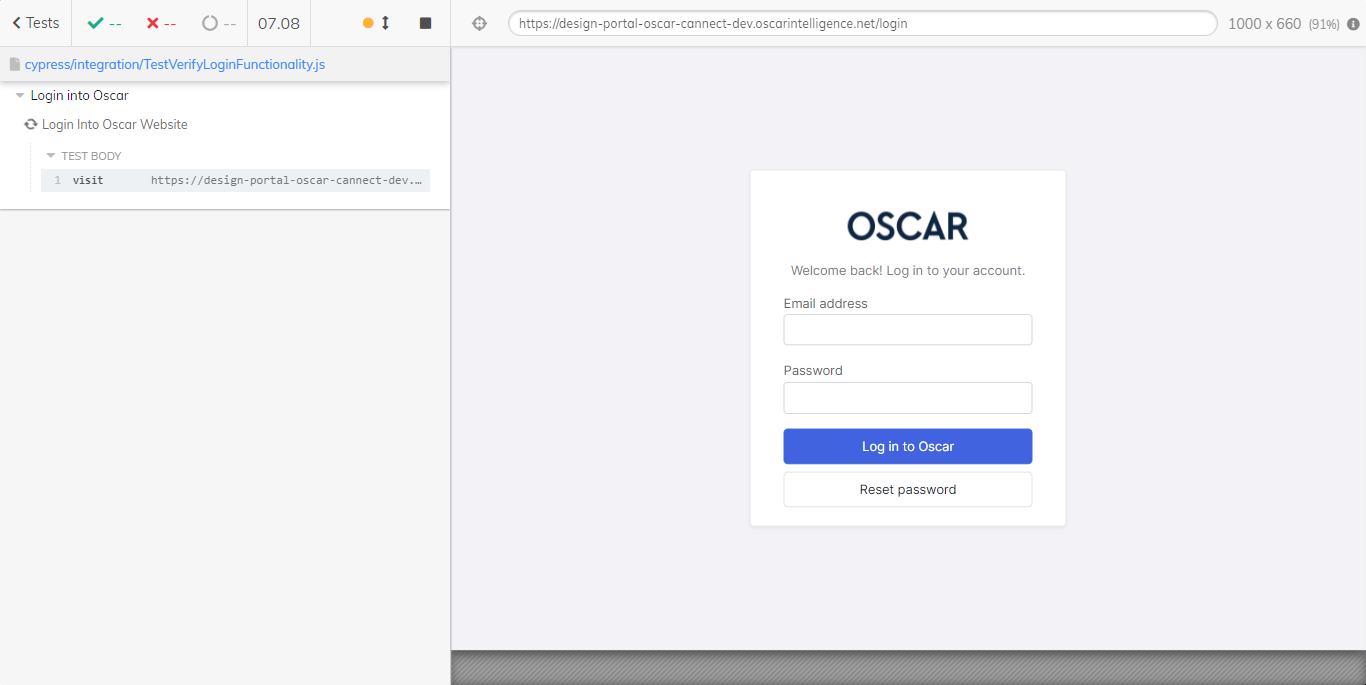 Tests -- -- -- 07.08
https://design-portal-oscar-cannect-dev.oscarintelligence.net/login 1000 x 660 (91%)
cypress/integration/TestVerifyLoginFunctionality.js
Login into Oscar
Login Into Oscar Website
TEST BODY
1 visit https://design-portal-oscar-cannect-dev.…
OSCAR
Welcome back! Log in to your account.
Email address
Password
Log in to Oscar
Reset password